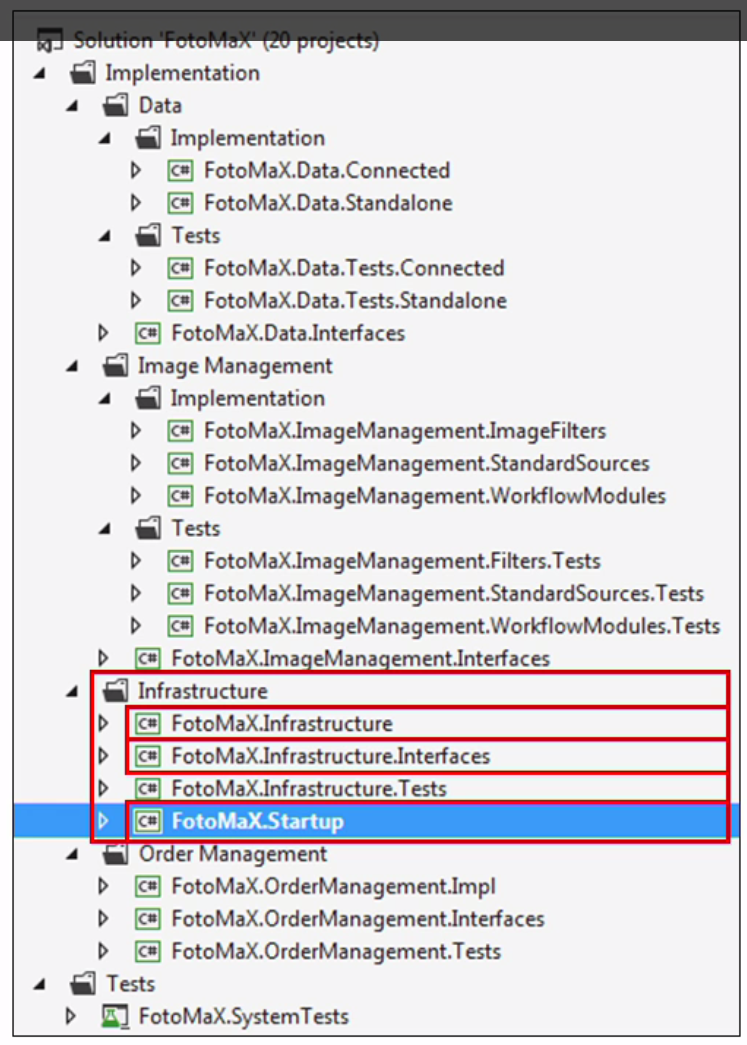 Solution 'FotoMaX' (20 projects)
Implementation
Data
Implementation
C# FotoMaX.Data.Connected
C# FotoMaX.Data.Standalone
Tests
C# FotoMaX.Data.Tests.Connected
C# FotoMaX.Data.Tests.Standalone
C# FotoMaX.Data.Interfaces
Image Management
Implementation
C# FotoMaX.ImageManagement.ImageFilters
C# FotoMaX.ImageManagement.StandardSources
C# FotoMaX.ImageManagement.WorkflowModules
Tests
C# FotoMaX.ImageManagement.Filters.Tests
C# FotoMaX.ImageManagement.StandardSources.Tests
C# FotoMaX.ImageManagement.WorkflowModules.Tests
C# FotoMaX.ImageManagement.Interfaces
Infrastructure
C# FotoMaX.Infrastructure
C# FotoMaX.Infrastructure.Interfaces
C# FotoMaX.Infrastructure.Tests
C# FotoMaX.Startup
Order Management
C# FotoMaX.OrderManagement.Impl
C# FotoMaX.OrderManagement.Interfaces
C# FotoMaX.OrderManagement.Tests
Tests
FotoMaX.SystemTests